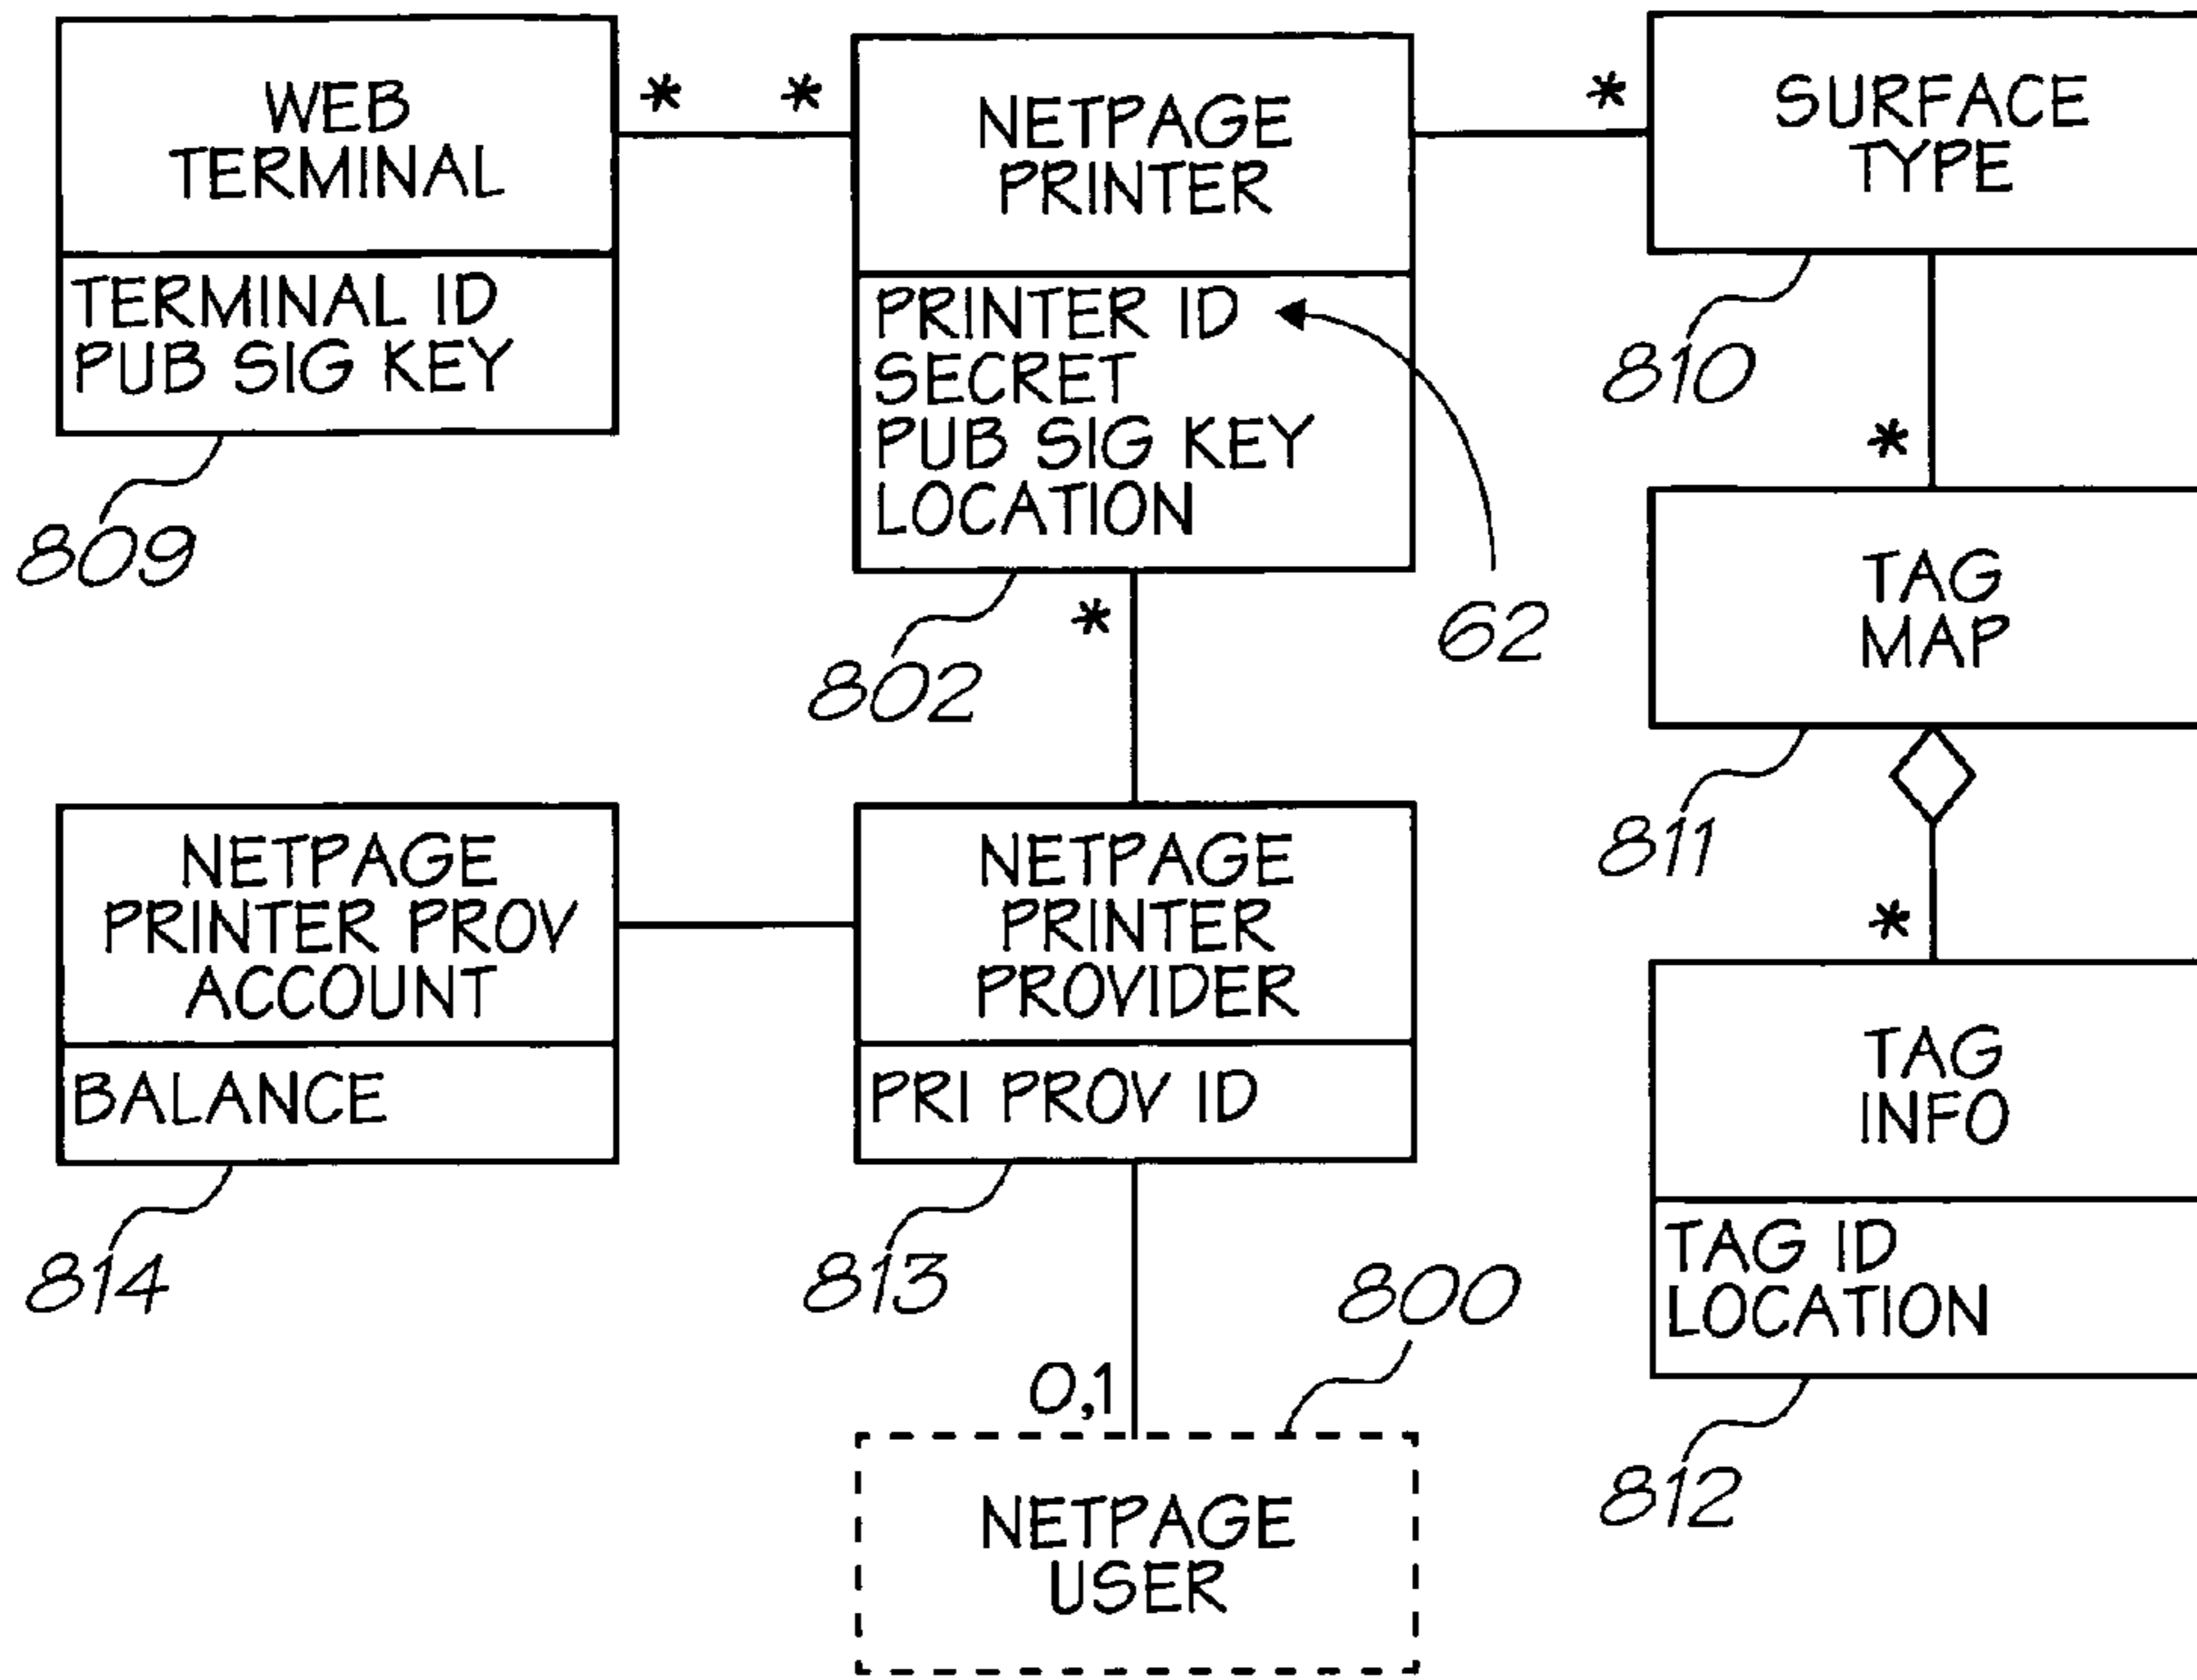 WEB
TERMINAL
TERMINAL ID
PUB SIG KEY
809
*
*
NETPAGE
PRINTER
PRINTER ID
SECRET
PUB SIG KEY
LOCATION
802
62
*
*
SURFACE
TYPE
810
*
TAG
MAP
811
*
TAG
INFO
TAG ID
LOCATION
812
NETPAGE
PRINTER PROV
ACCOUNT
BALANCE
814
NETPAGE
PRINTER
PROVIDER
PRI PROV ID
813
800
0,1
NETPAGE
USER